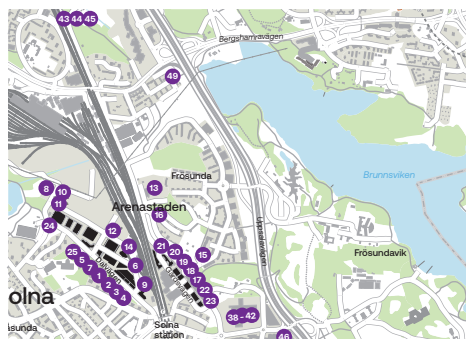 43 44 45
Bergshamravägen
49
Brunnsviken
Frösunda
13
8
10
11
Arenastaden
16
24
12
14
21
20
15
19
18
17
22
23
25
5
7
1
2
3
4
6
9
Uppsalavägen
Frösundavik
olna
åsunda
Solna
station
38 - 42
46